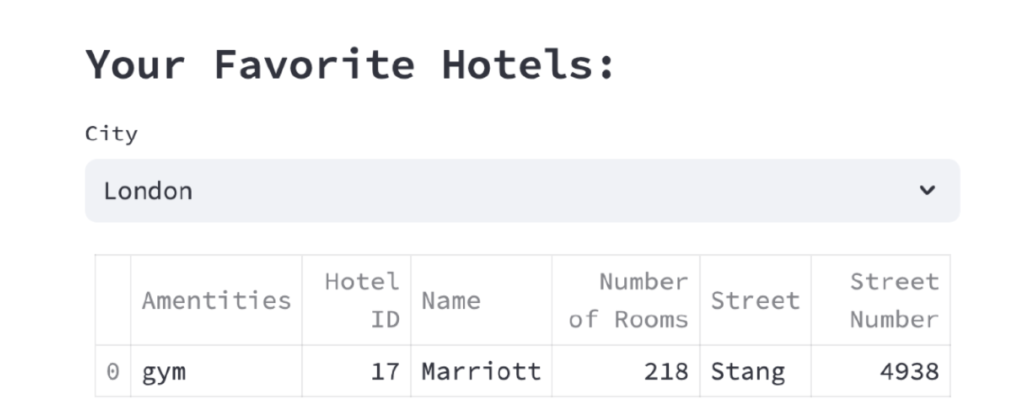 Your Favorite Hotels:
City
London
Amentities Hotel ID Name Number of Rooms Street Street Number
0 gym 17 Marriott 218 Stang 4938